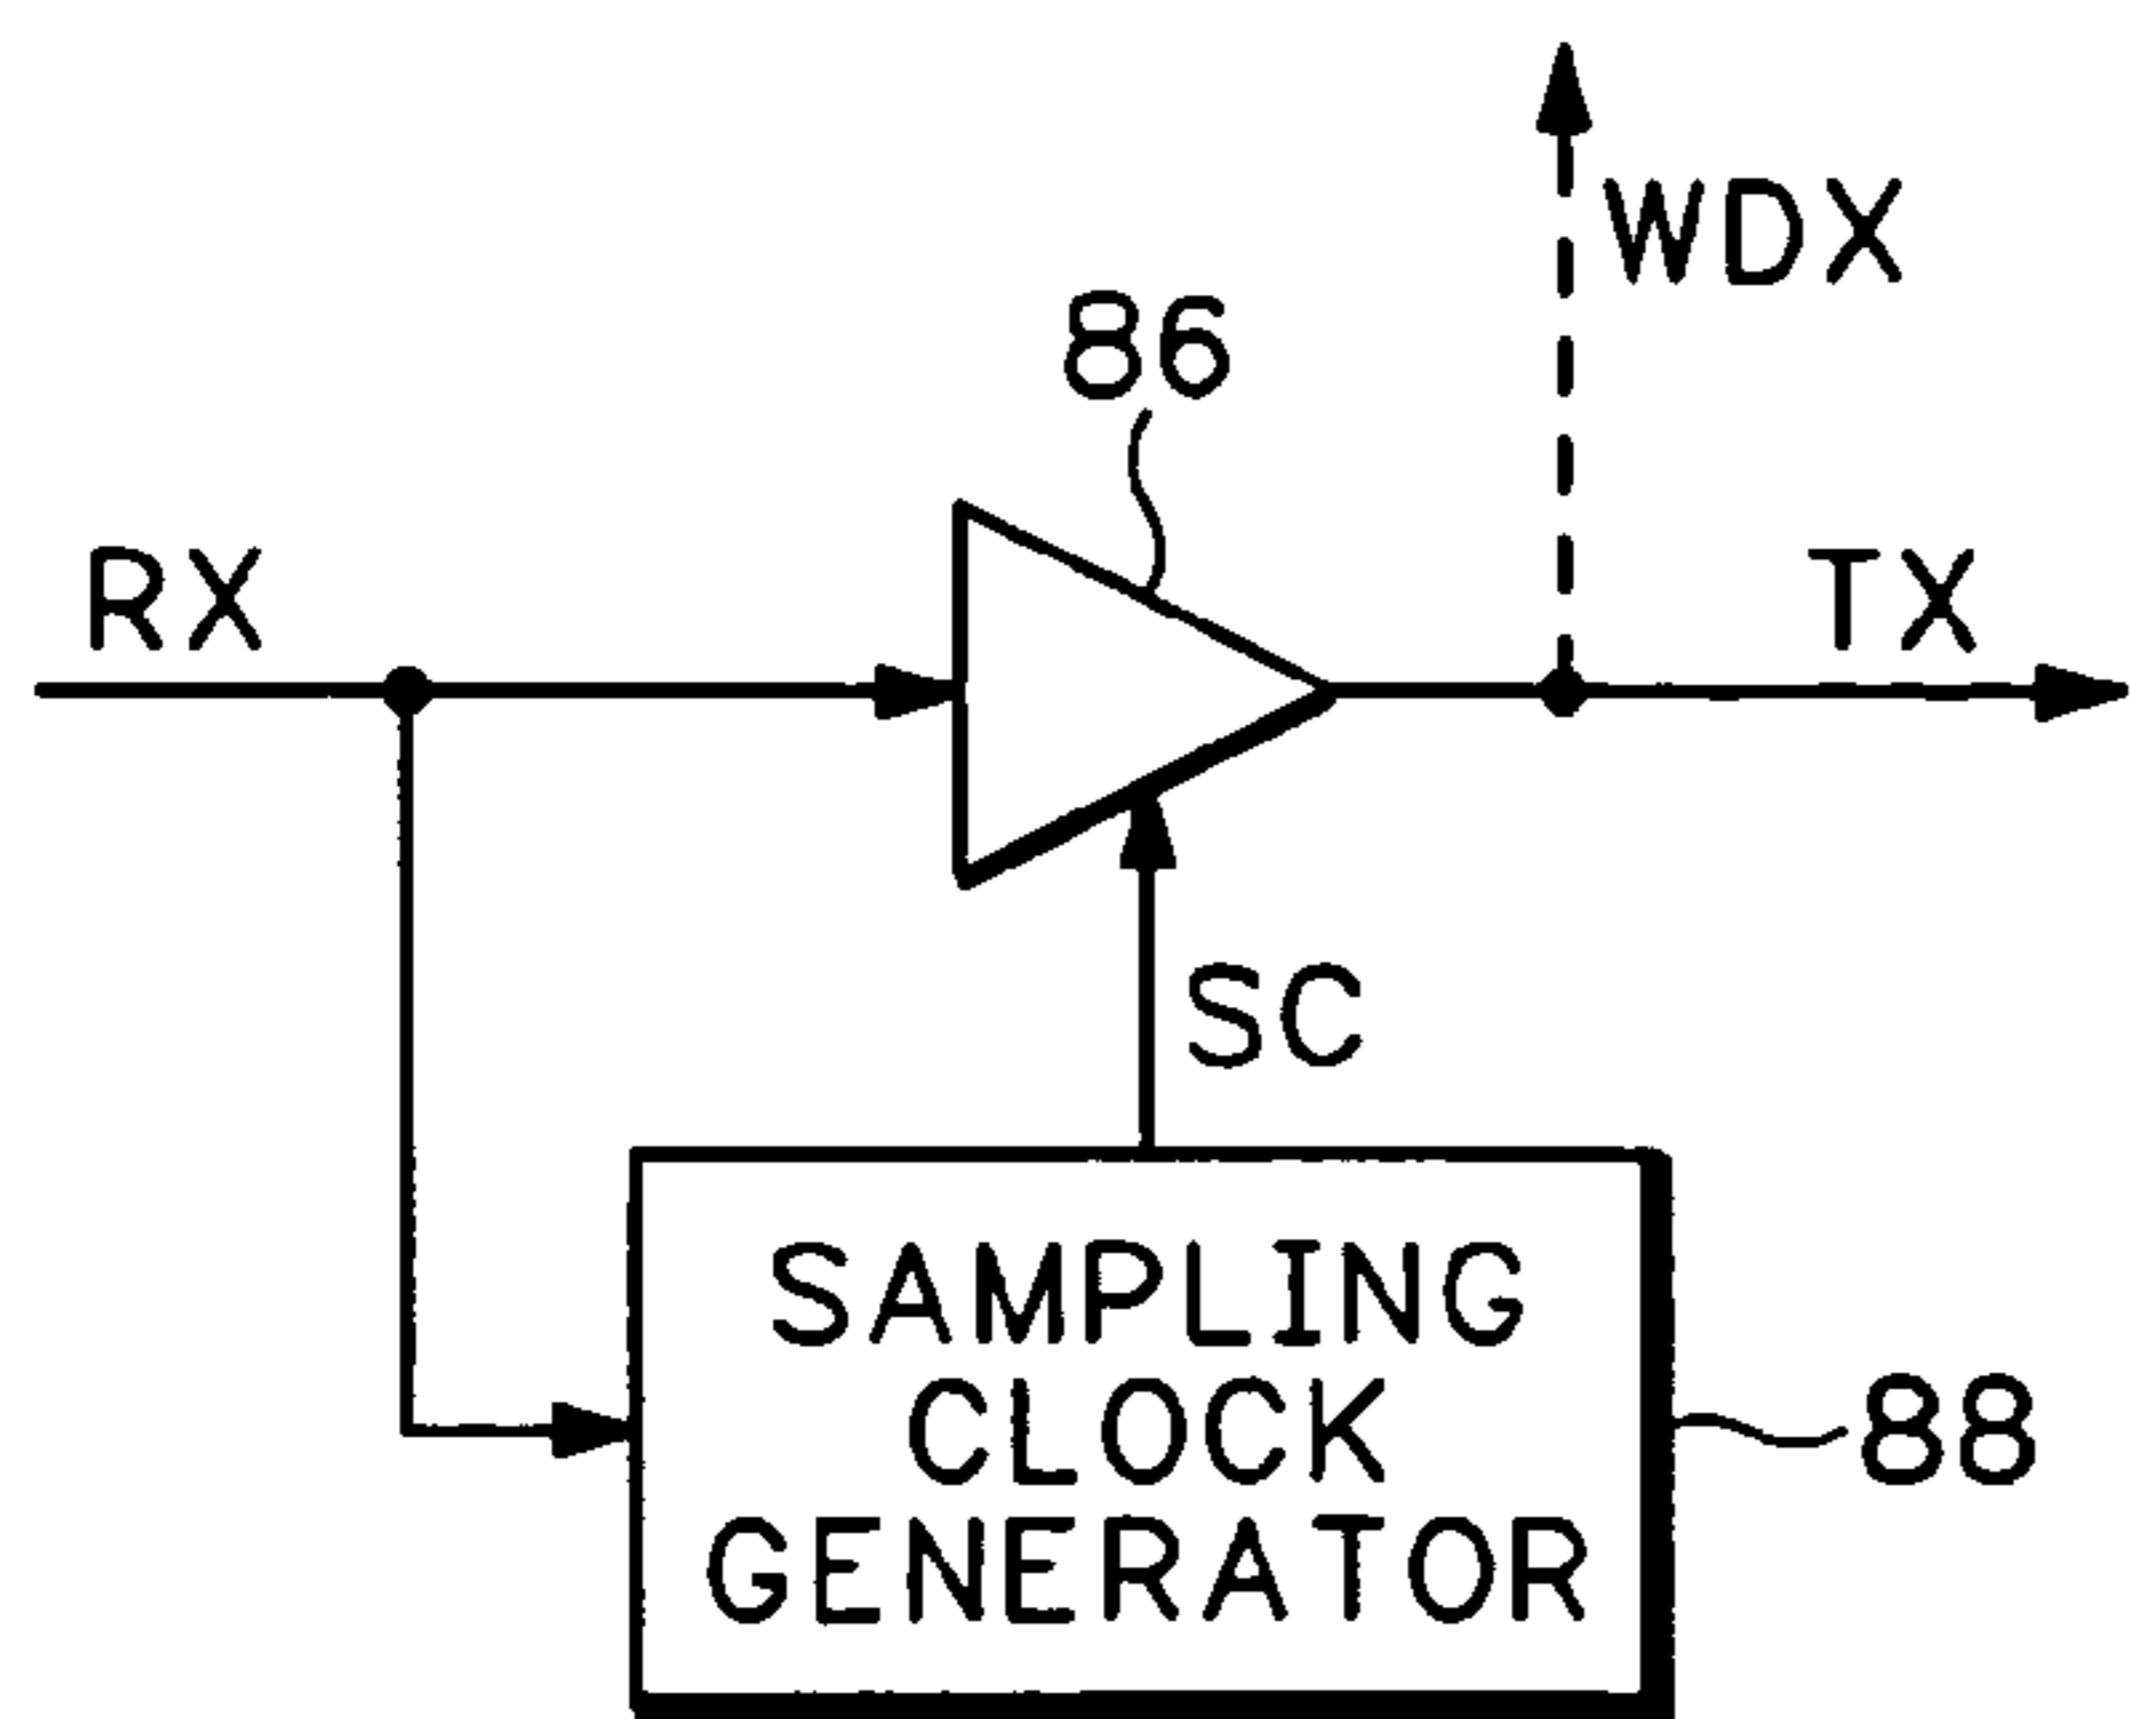 WDX
86
RX
TX
SC
SAMPLING
CLOCK
GENERATOR
88